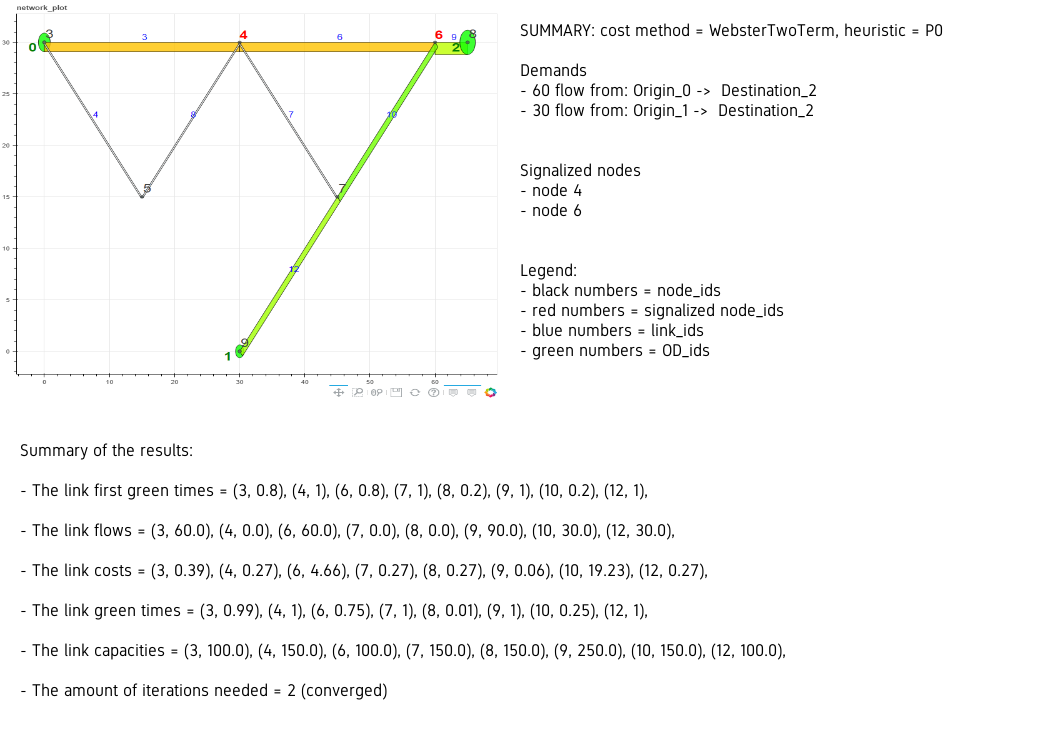 network_plot
3 3 4 6 6 9 8
0 2
30
4 8 7 10
25
20
5 7
15
10
12
5
9
0 1
0 10 20 30 40 50 60
SUMMARY: cost method = WebsterTwoTerm, heuristic = P0
Demands
- 60 flow from: Origin_0 -> Destination_2
- 30 flow from: Origin_1 -> Destination_2
Signalized nodes
- node 4
- node 6
Legend:
- black numbers = node_ids
- red numbers = signalized node_ids
- blue numbers = link_ids
- green numbers = OD_ids
Summary of the results:
- The link first green times = (3, 0.8), (4, 1), (6, 0.8), (7, 1), (8, 0.2), (9, 1), (10, 0.2), (12, 1),
- The link flows = (3, 60.0), (4, 0.0), (6, 60.0), (7, 0.0), (8, 0.0), (9, 90.0), (10, 30.0), (12, 30.0),
- The link costs = (3, 0.39), (4, 0.27), (6, 4.66), (7, 0.27), (8, 0.27), (9, 0.06), (10, 19.23), (12, 0.27),
- The link green times = (3, 0.99), (4, 1), (6, 0.75), (7, 1), (8, 0.01), (9, 1), (10, 0.25), (12, 1),
- The link capacities = (3, 100.0), (4, 150.0), (6, 100.0), (7, 150.0), (8, 150.0), (9, 250.0), (10, 150.0), (12, 100.0),
- The amount of iterations needed = 2 (converged)